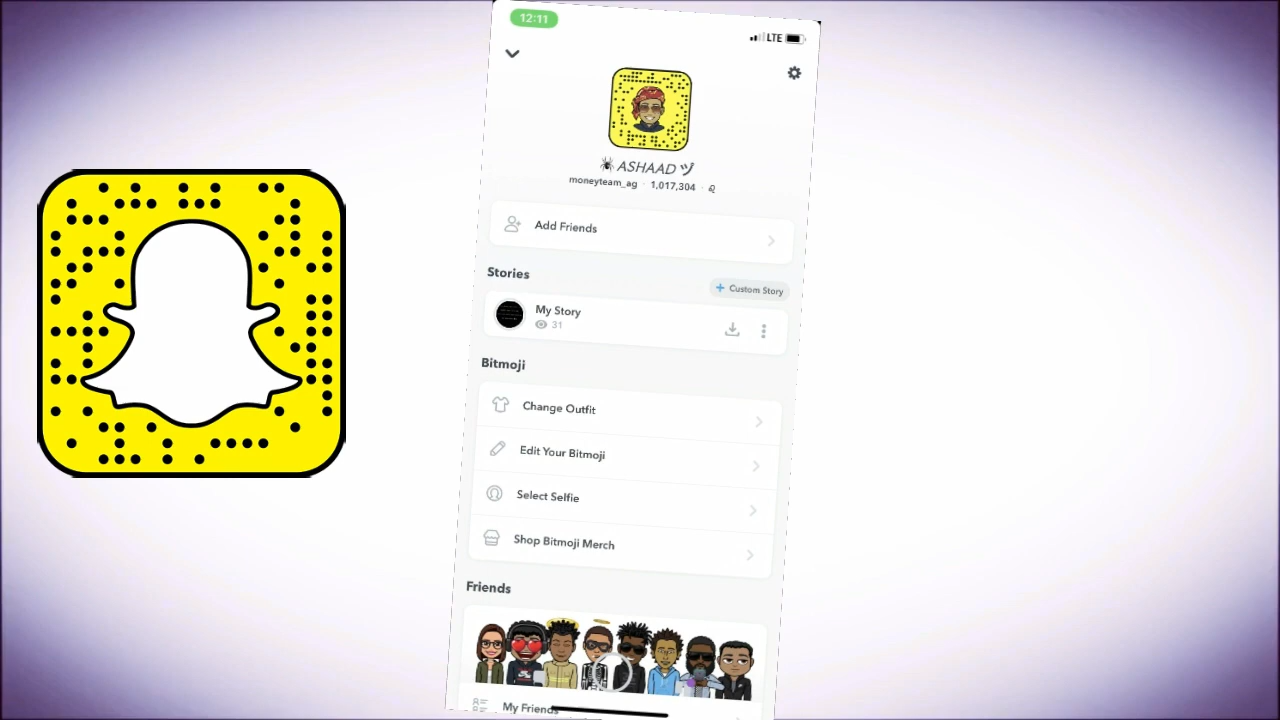 12:11
LTE
🕷 ASHAAD ヅ
moneyteam_ag · 1,017,304 · ♌
Add Friends
Stories
+ Custom Story
My Story
31
Bitmoji
Change Outfit
Edit Your Bitmoji
Select Selfie
Shop Bitmoji Merch
Friends
My Friends